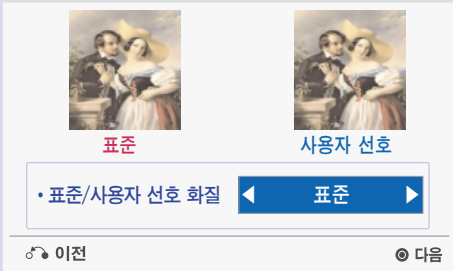 표준 사용자 선호
• 표준/사용자 선호 화질 ◀ 표준 ▶
이전 ◉ 다음